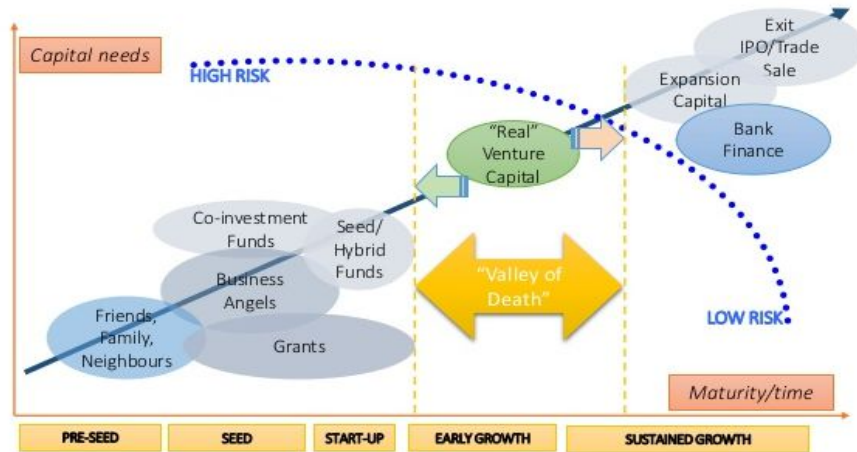 Capital needs
HIGH RISK
Exit
IPO/Trade
Sale
Expansion
Capital
Bank
Finance
"Real"
Venture
Capital
Co-investment
Funds
Seed/
Hybrid
Funds
Business
Angels
Friends,
Family,
Neighbours
Grants
"Valley of
Death"
LOW RISK
Maturity/time
PRE-SEED
SEED
START-UP
EARLY GROWTH
SUSTAINED GROWTH